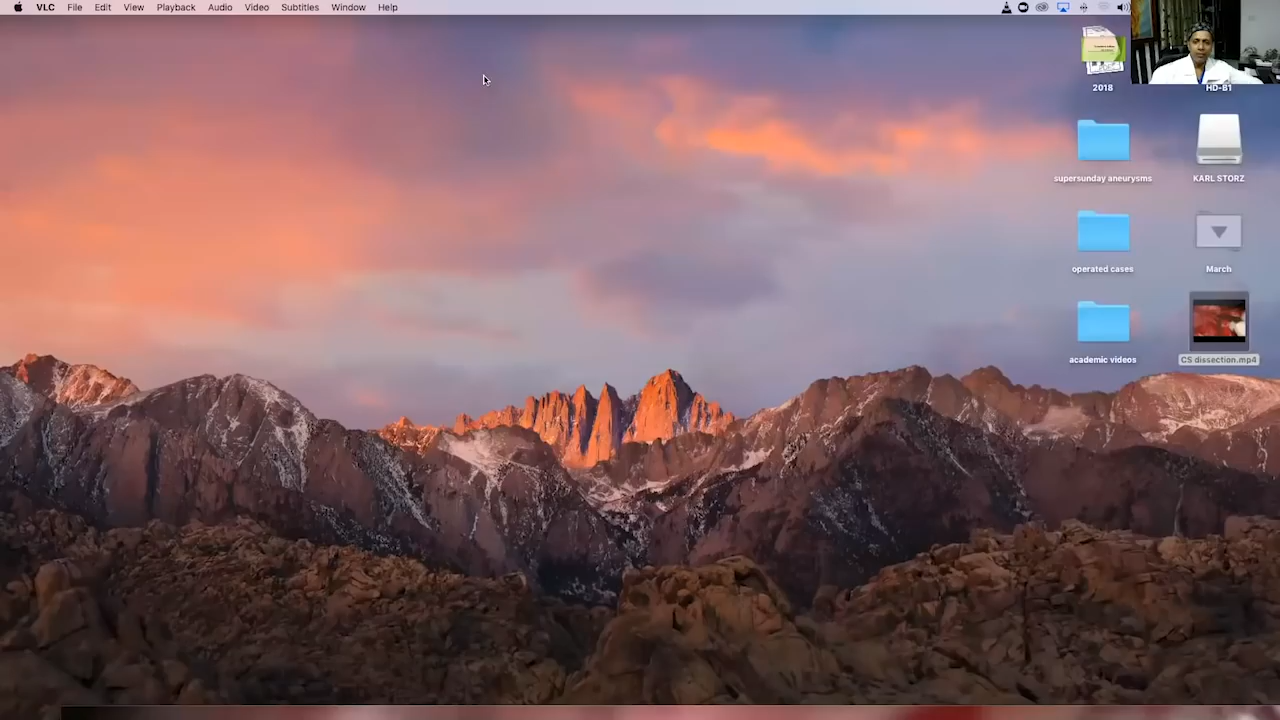 VLC File Edit View Playback Audio Video Subtitles Window Help
2018
HD-B1
supersunday aneurysms
KARL STORZ
operated cases
March
academic videos
CS dissection.mp4